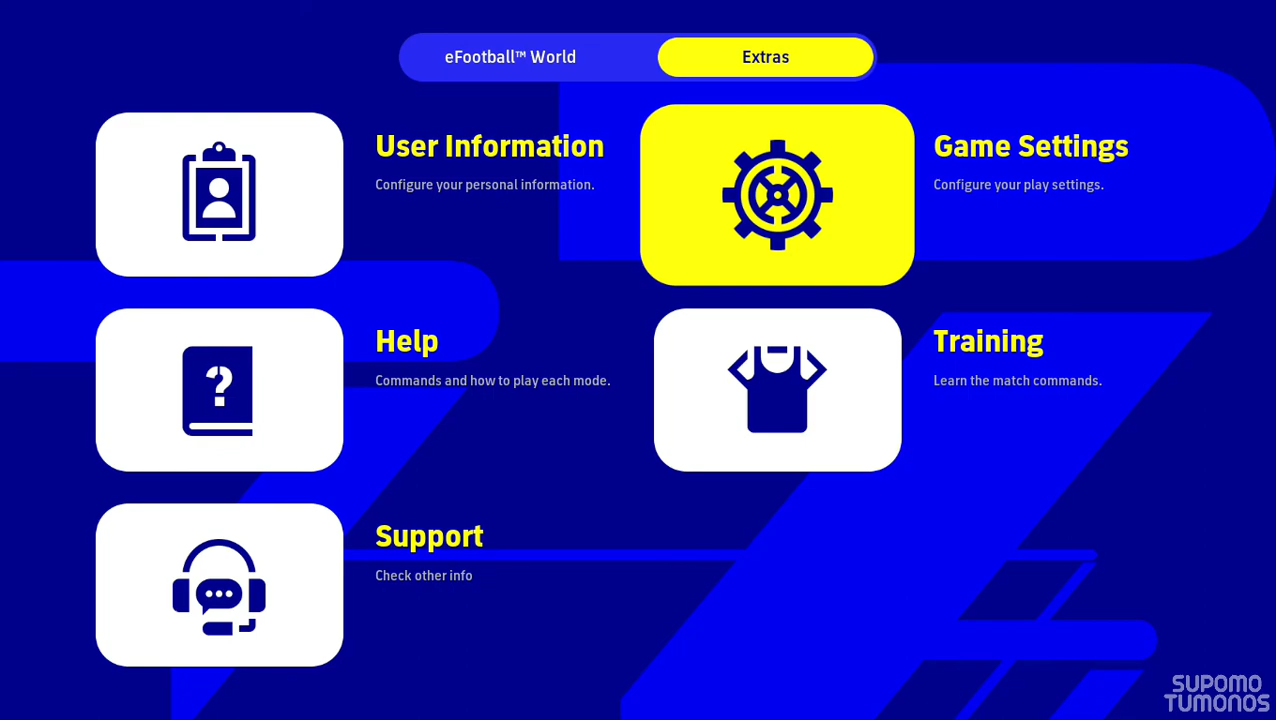 eFootball™ World
Extras
User Information
Configure your personal information.
Game Settings
Configure your play settings.
Help
Commands and how to play each mode.
Training
Learn the match commands.
Support
Check other info
SUPOMO
TUMONOS